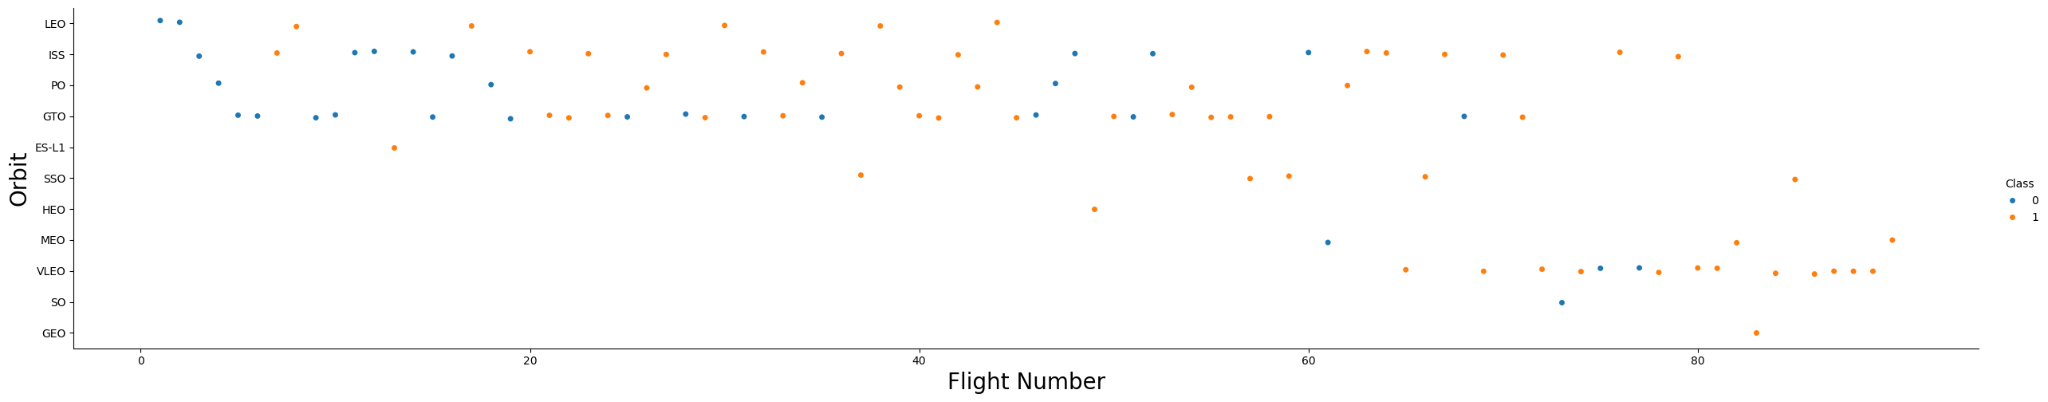 LEO
ISS
PO
GTO
ES-L1
SSO
HEO
MEO
VLEO
SO
GEO
Orbit
0 20 40 60 80
Flight Number
Class
0
1